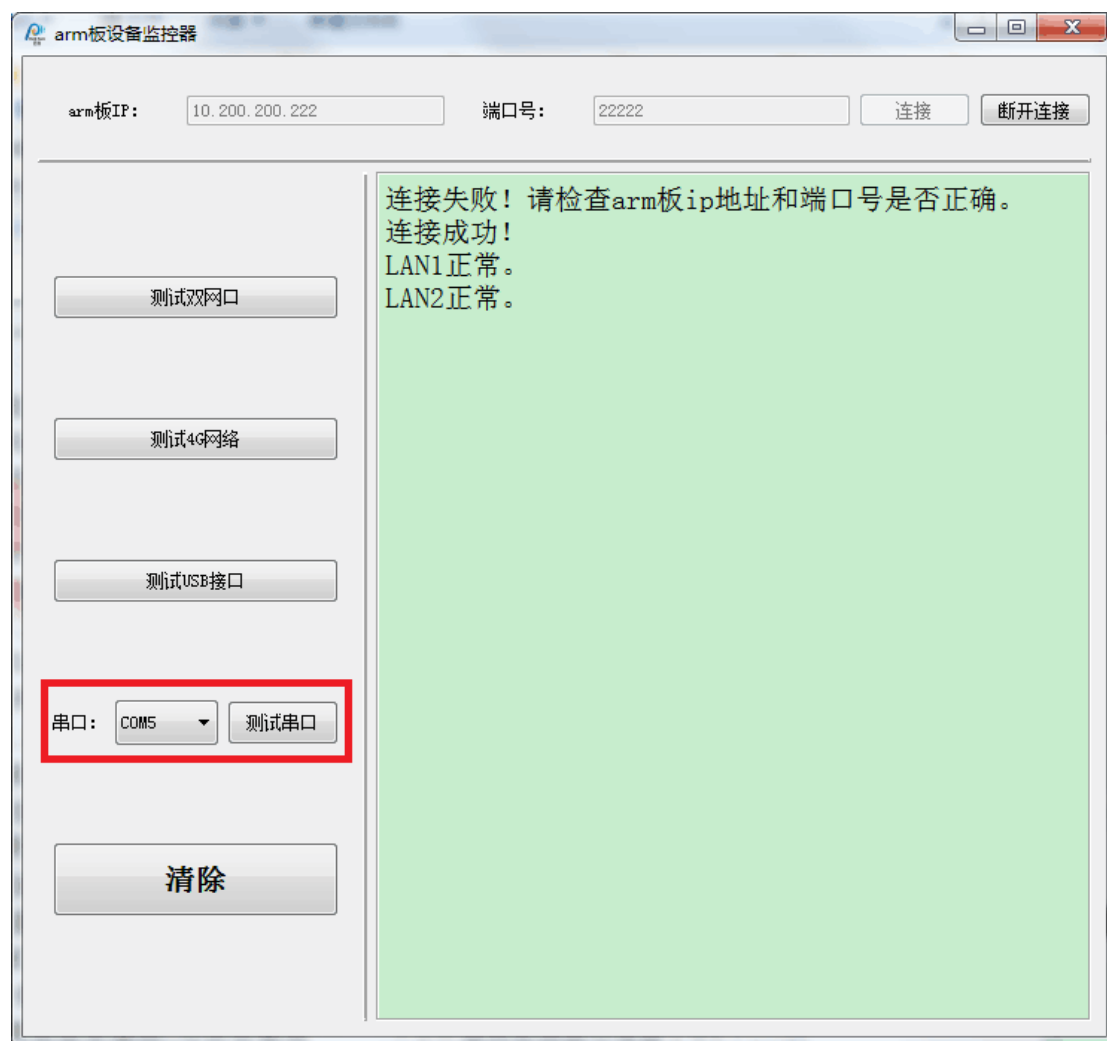 arm板设备监控器
arm板IP: 10.200.200.222 端口号: 22222 连接 断开连接
连接失败！请检查arm板ip地址和端口号是否正确。
连接成功！
LAN1正常。
LAN2正常。
测试双网口
测试4G网络
测试USB接口
串口: COM5 测试串口
清除